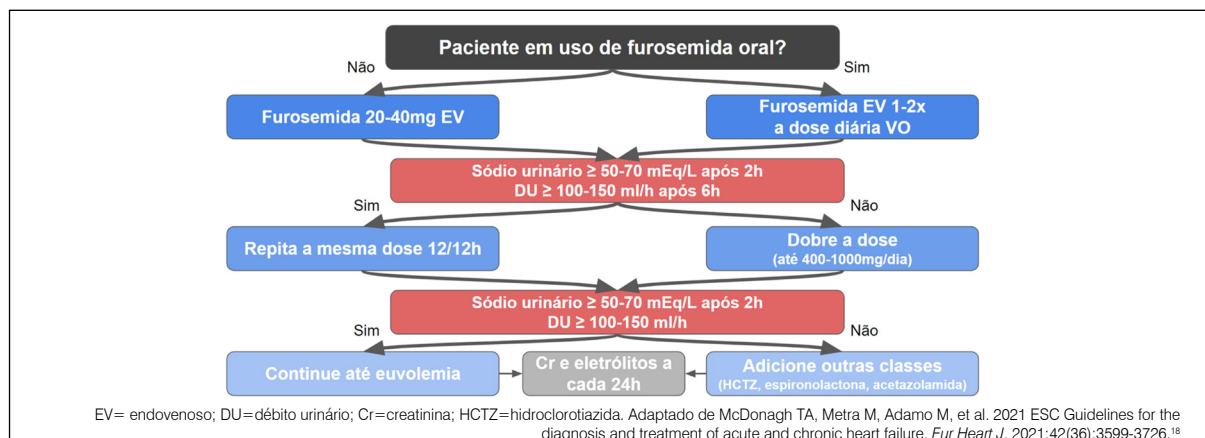 Paciente em uso de furosemida oral?
Não
Sim
Furosemida 20-40mg EV
Furosemida EV 1-2x
a dose diária VO
Sódio urinário ≥ 50-70 mEq/L após 2h
DU ≥ 100-150 ml/h após 6h
Sim
Não
Repita a mesma dose 12/12h
Dobre a dose
(até 400-1000mg/dia)
Sódio urinário ≥ 50-70 mEq/L após 2h
DU ≥ 100-150 ml/h
Sim
Não
Continue até euvolemia
Cr e eletrólitos a
cada 24h
Adicione outras classes
(HCTZ, espironolactona, acetazolamida)
EV= endovenoso; DU=débito urinário; Cr=creatinina; HCTZ=hidroclorotiazida. Adaptado de McDonagh TA, Metra M, Adamo M, et al. 2021 ESC Guidelines for the
diagnosis and treatment of acute and chronic heart failure. Eur Heart J. 2021;42(36):3599-3726.18